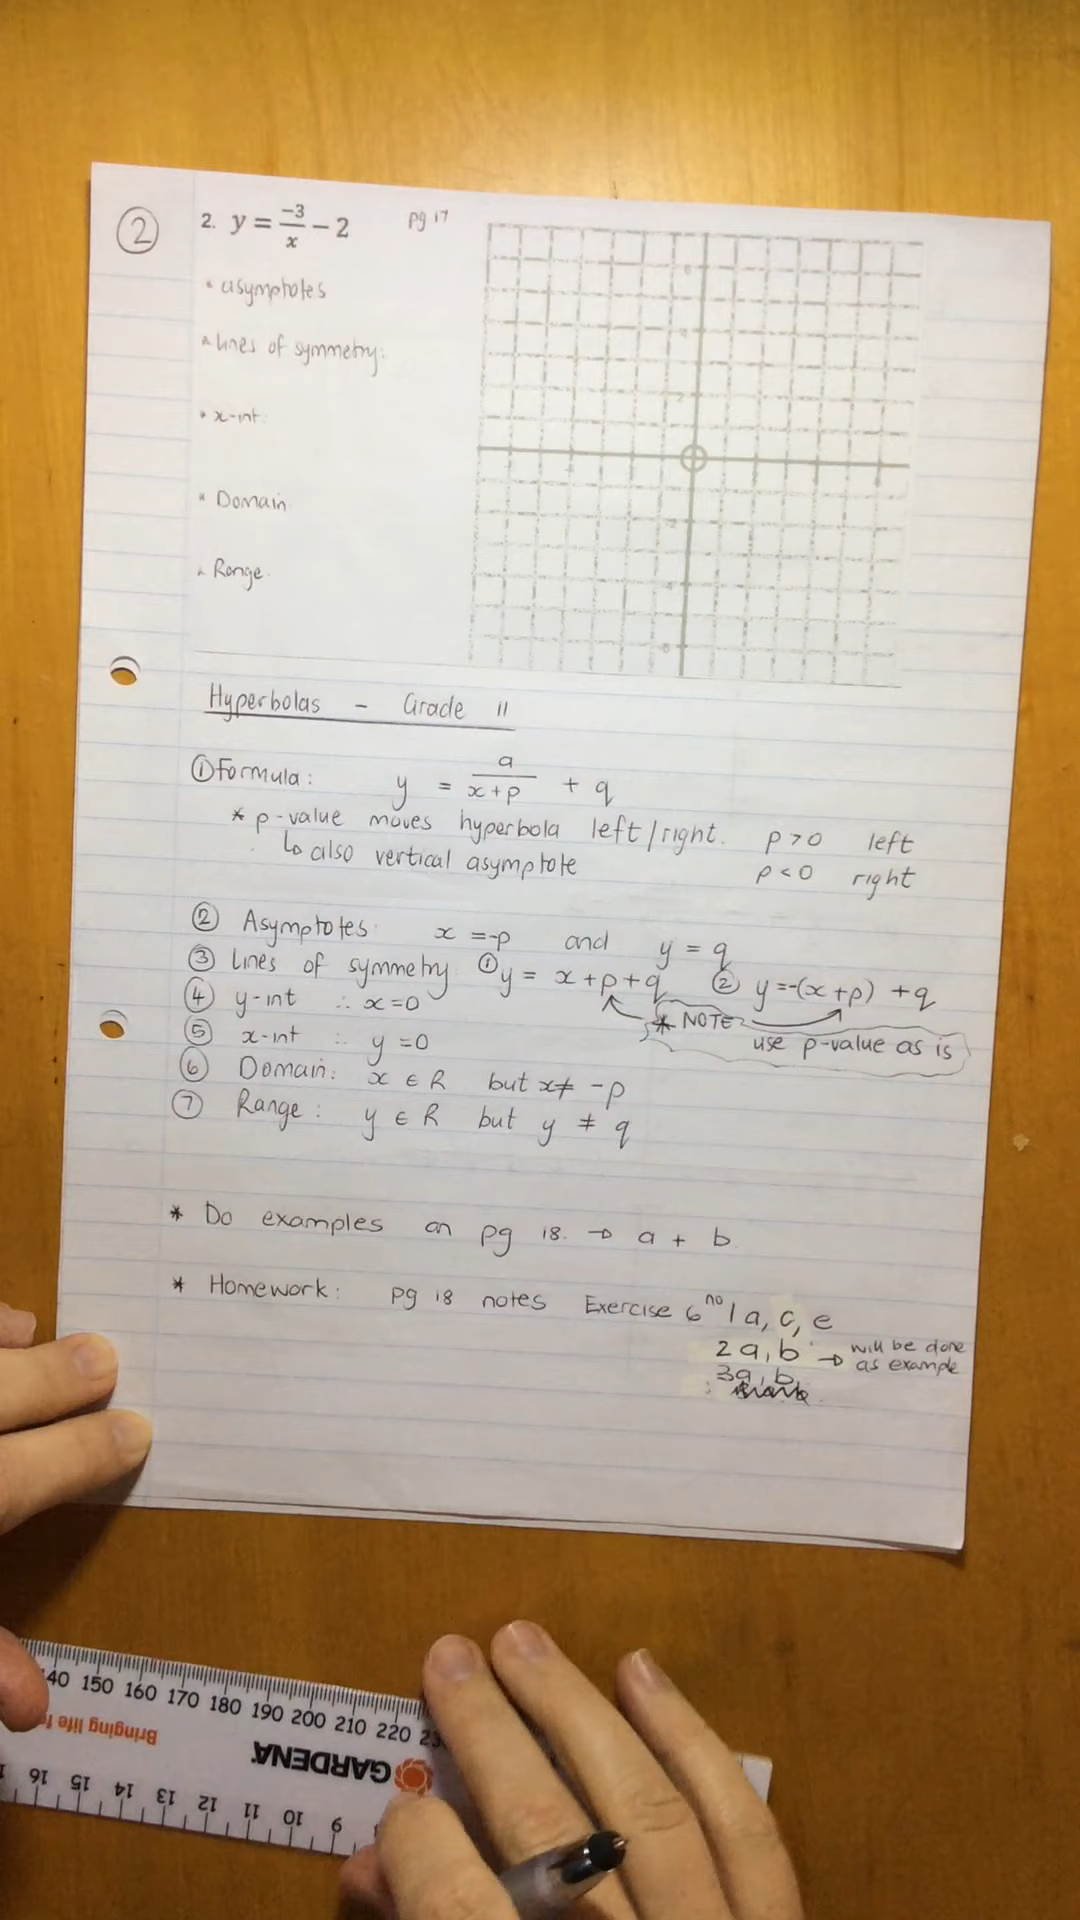 ②
2. y = -3/x - 2
pg 17
* asymptotes
* lines of symmetry:
* x-int:
* Domain
* Range
Hyperbolas - Grade 11
① Formula: y = a/(x+p) + q
* p-value moves hyperbola left/right. p > 0 left
↳ also vertical asymptote p < 0 right
② Asymptotes: x = -p and y = q
③ lines of symmetry ① y = x + p + q ② y = -(x + p) + q
④ y-int ∴ x = 0
* NOTE
use p-value as is
⑤ x-int ∴ y = 0
⑥ Domain: x ∈ R but x ≠ -p
⑦ Range: y ∈ R but y ≠ q
* Do examples on pg 18. → a + b
* Homework: pg 18 notes Exercise 6 no 1 a, c, e
2 a, b → will be done
as example
3a, b
140 150 160 170 180 190 200 210 220
Bringing life
GARDENA
16 15 14 13 12 11 10 9